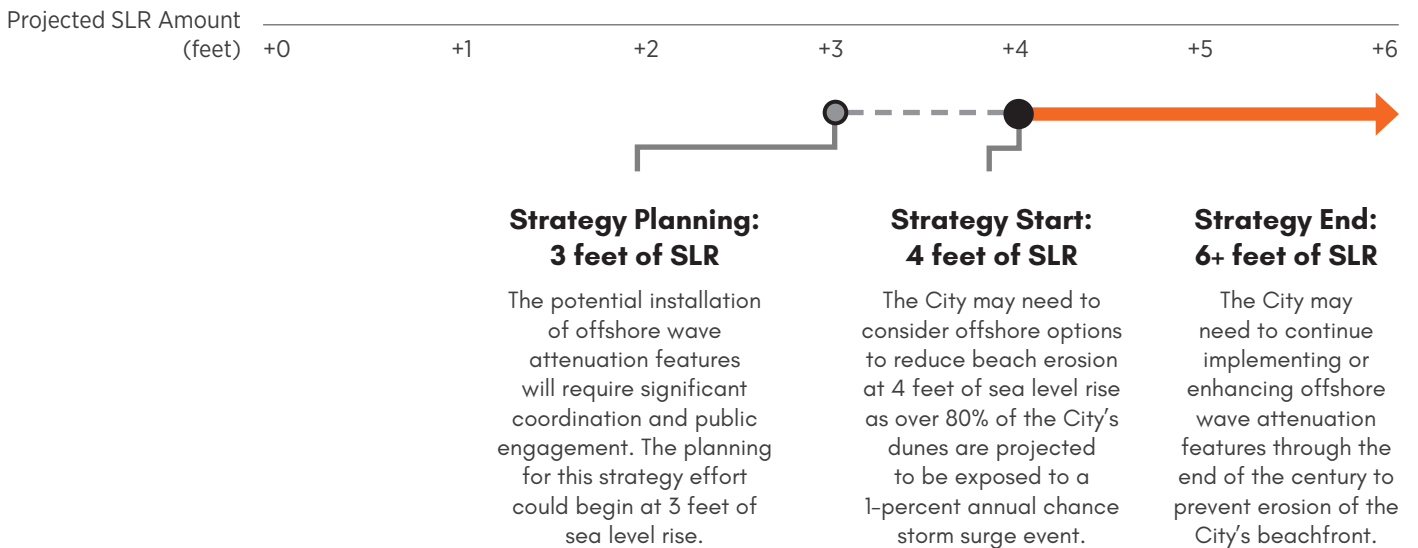 Projected SLR Amount
(feet) +0 +1 +2 +3 +4 +5 +6
Strategy Planning:
3 feet of SLR
The potential installation
of offshore wave
attenuation features
will require significant
coordination and public
engagement. The planning
for this strategy effort
could begin at 3 feet of
sea level rise.
Strategy Start:
4 feet of SLR
The City may need to
consider offshore options
to reduce beach erosion
at 4 feet of sea level rise
as over 80% of the City’s
dunes are projected
to be exposed to a
1-percent annual chance
storm surge event.
Strategy End:
6+ feet of SLR
The City may
need to continue
implementing or
enhancing offshore
wave attenuation
features through the
end of the century to
prevent erosion of the
City’s beachfront.